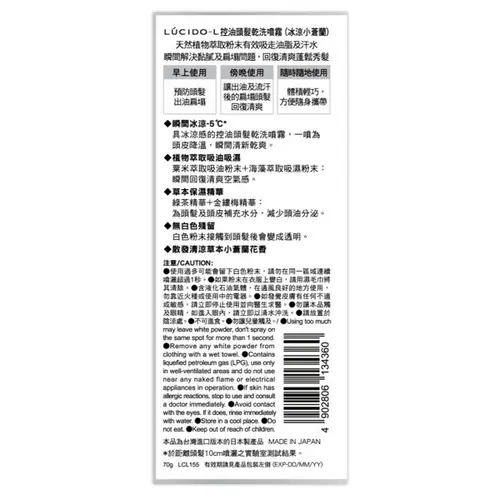 LÚCIDO-L 控油頭髮乾洗噴霧（冰涼小蒼蘭）
天然植物萃取粉末有效吸走油脂及汗水
瞬間解決黏膩及扁塌問題，回復清爽蓬鬆秀髮
早上使用
預防頭髮
出油扁塌
傍晚使用
讓出油及流汗
後的扁塌頭髮
回復清爽
隨時隨地使用
體積輕巧，
方便隨身攜帶
◆瞬間冰涼-5℃*
具冰涼感的控油頭髮乾洗噴霧，一噴為
頭皮降溫，瞬間清新乾爽。
◆植物萃取吸油吸濕
粟米萃取吸油粉末＋海藻萃取吸濕粉末：
瞬間回復清爽空氣感。
◆草本保濕精華
綠茶精華＋金縷梅精華：
為頭髮及頭皮補充水分，減少頭油分泌。
◆無白色殘留
白色粉末接觸到頭髮後會變成透明。
◆散發清涼草本小蒼蘭花香
注意/CAUTION:
●使用過多可能會留下白色粉末，請勿在同一區域連續
噴灑超過1秒。●如果粉末在衣服上變白，請用濕毛巾將
其清除。●含液化石油氣體，在通風良好的地方使用，
勿靠近火種或使用中的電器。●如發覺皮膚有任何不適
或敏感，請立即停止使用並向醫生求教。●勿讓本品觸
及眼睛，如進入眼內，請立即以清水沖洗。●請放置於
陰涼處。●不可進食。●勿讓兒童觸及。/ ●Using too much
may leave white powder, don't spray on
the same spot for more than 1 second.
●Remove any white powder from
clothing with a wet towel. ●Contains
liquefied petroleum gas (LPG), use only
in well-ventilated areas and do not use
near any naked flame or electrical
appliances in operation. ●If skin has
allergic reactions, stop to use and consult
a doctor immediately. ●Avoid contact
with the eyes. If it does, rinse immediately
with water. ●Store in a cool place. ●Do
not eat. ●Keep out of reach of children.
4 902806 134360
本品為台灣進口版本的日本製產品 MADE IN JAPAN
*於距離頭髮10cm噴灑之實驗室測試結果。
70g LCL155 有效期請見產品包裝左側 (EXP-DD/MM/YY)